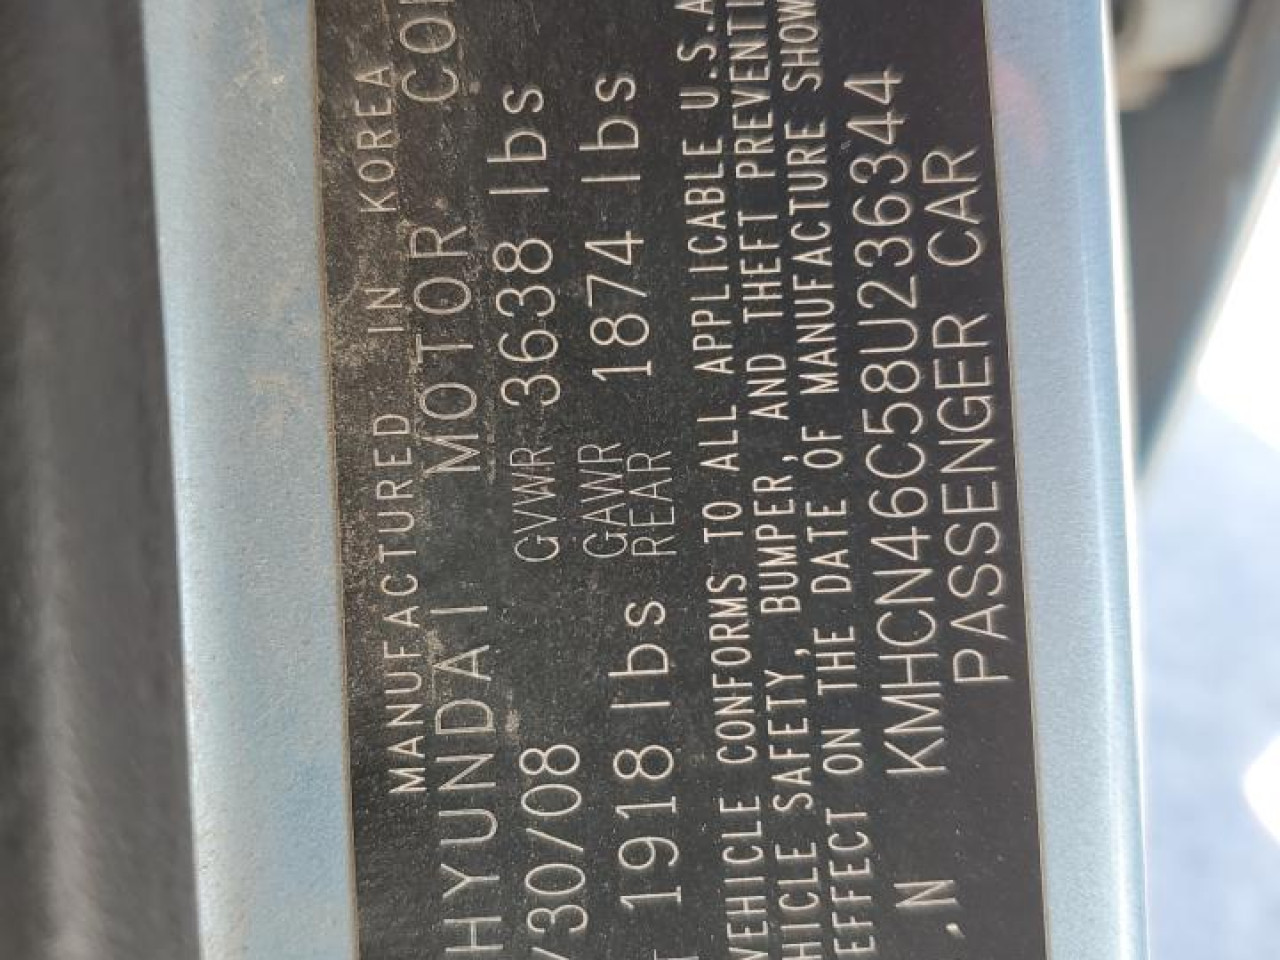 MANUFACTURED IN KOREA
HYUNDAI MOTOR CO
/30/08 GVWR 3638 lbs
1918 lbs GAWR REAR 1874 lbs
VEHICLE CONFORMS TO ALL APPLICABLE U.S.A
HICLE SAFETY, BUMPER, AND THEFT PREVENTI
EFFECT ON THE DATE OF MANUFACTURE SHOW
.N KMHCN46C58U236344
PASSENGER CAR